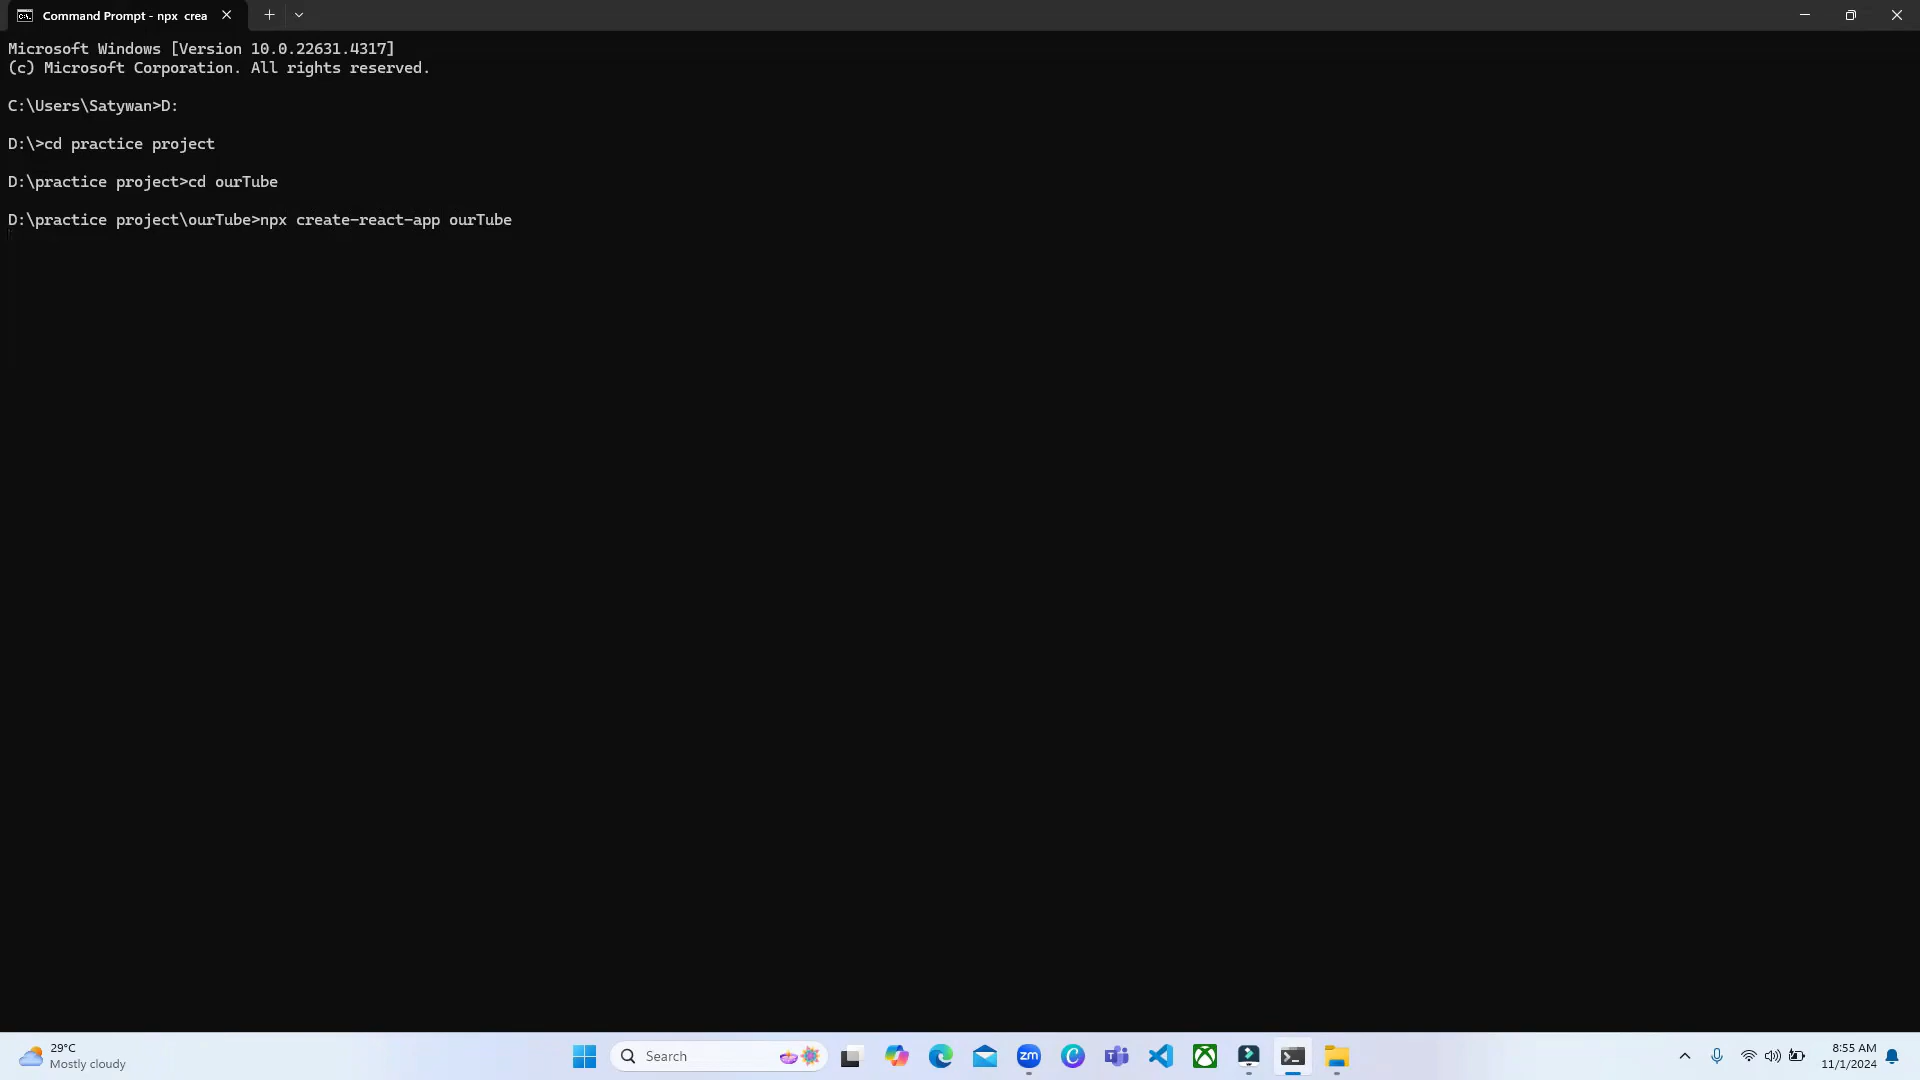 Command Prompt - npx crea
Microsoft Windows [Version 10.0.22631.4317]
(c) Microsoft Corporation. All rights reserved.
C:\Users\Satywan>D:
D:\>cd practice project
D:\practice project>cd ourTube
D:\practice project\ourTube>npx create-react-app ourTube
29°C
Mostly cloudy
Search
zm
8:55 AM
11/1/2024